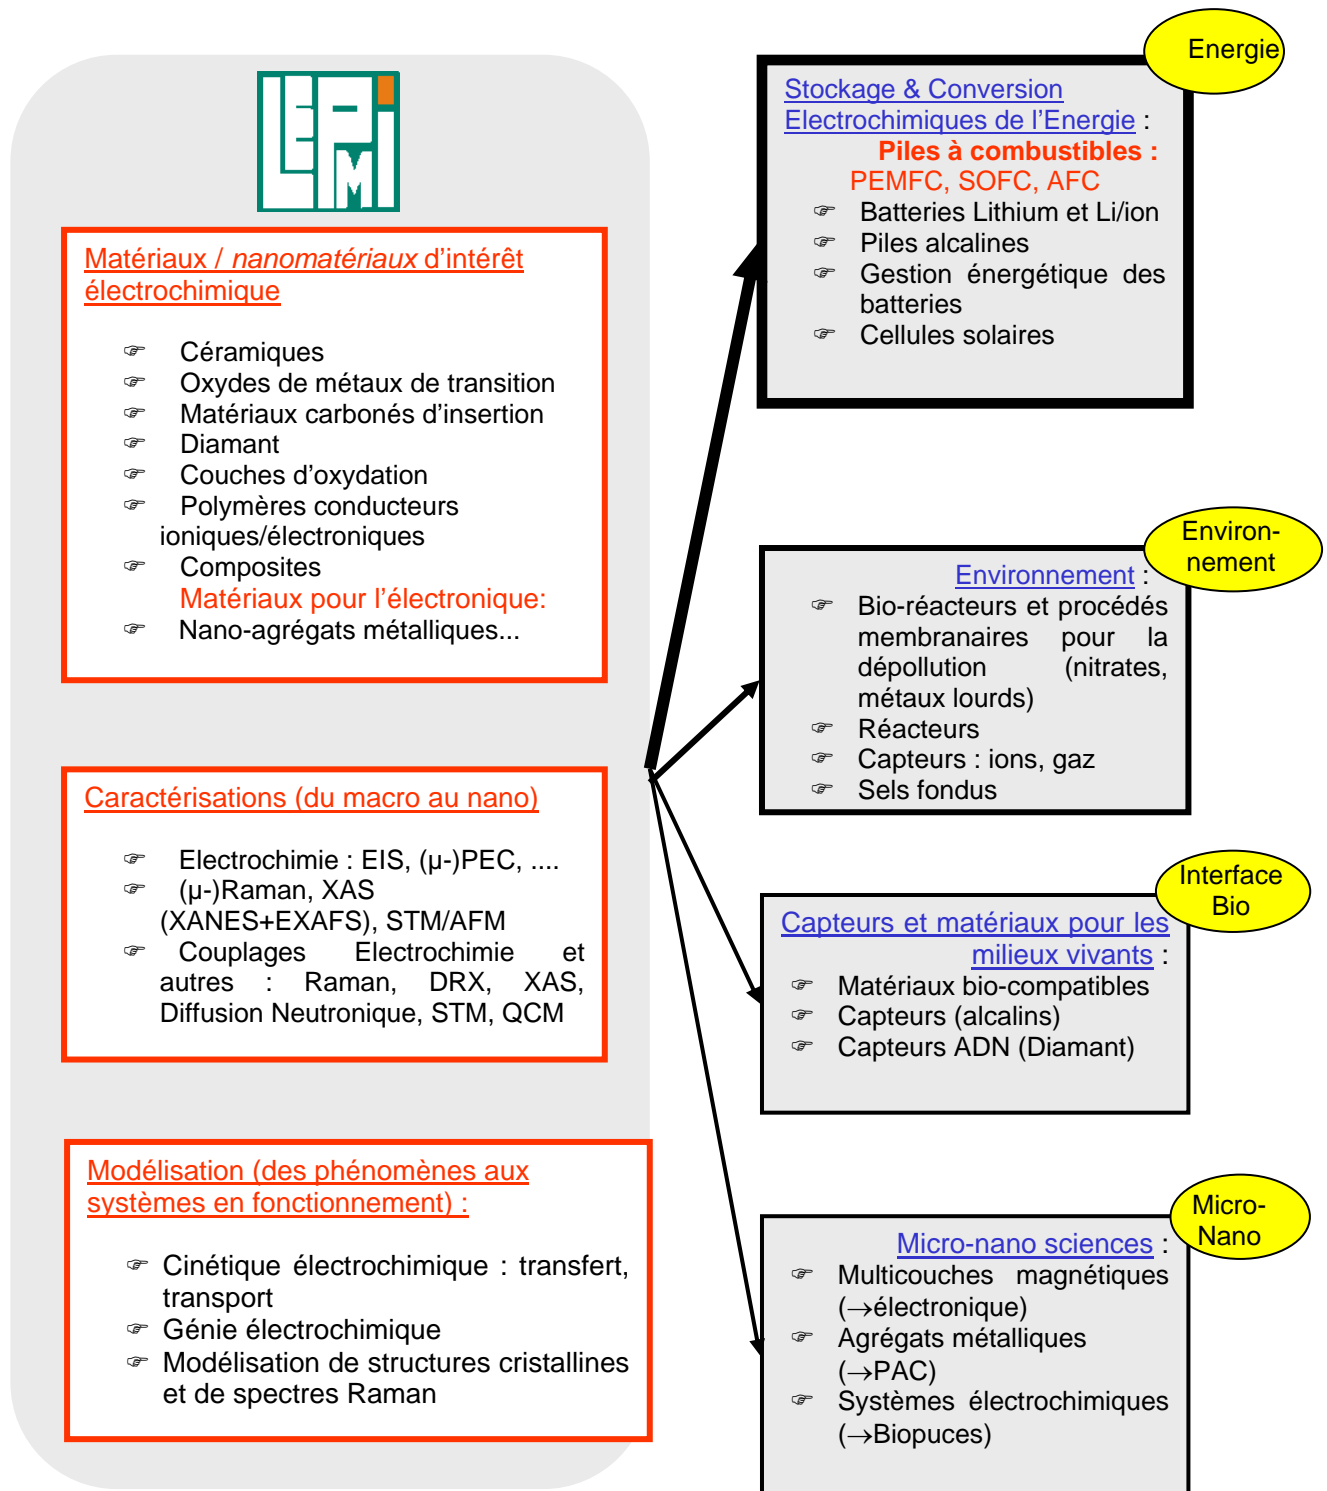 LEPMI
Matériaux / nanomatériaux d’intérêt
électrochimique
☞ Céramiques
☞ Oxydes de métaux de transition
☞ Matériaux carbonés d’insertion
☞ Diamant
☞ Couches d’oxydation
☞ Polymères conducteurs
ioniques/électroniques
☞ Composites
Matériaux pour l’électronique:
☞ Nano-agrégats métalliques...
Caractérisations (du macro au nano)
☞ Electrochimie : EIS, (µ-)PEC, ....
☞ (µ-)Raman, XAS
(XANES+EXAFS), STM/AFM
☞ Couplages Electrochimie et
autres : Raman, DRX, XAS,
Diffusion Neutronique, STM, QCM
Modélisation (des phénomènes aux
systèmes en fonctionnement) :
☞ Cinétique électrochimique : transfert,
transport
☞ Génie électrochimique
☞ Modélisation de structures cristallines
et de spectres Raman
Energie
Stockage & Conversion
Electrochimiques de l’Energie :
Piles à combustibles :
PEMFC, SOFC, AFC
☞ Batteries Lithium et Li/ion
☞ Piles alcalines
☞ Gestion énergétique des
batteries
☞ Cellules solaires
Environ-
nement
Environnement :
☞ Bio-réacteurs et procédés
membranaires pour la
dépollution (nitrates,
métaux lourds)
☞ Réacteurs
☞ Capteurs : ions, gaz
☞ Sels fondus
Interface
Bio
Capteurs et matériaux pour les
milieux vivants :
☞ Matériaux bio-compatibles
☞ Capteurs (alcalins)
☞ Capteurs ADN (Diamant)
Micro-
Nano
Micro-nano sciences :
☞ Multicouches magnétiques
(→électronique)
☞ Agrégats métalliques
(→PAC)
☞ Systèmes électrochimiques
(→Biopuces)